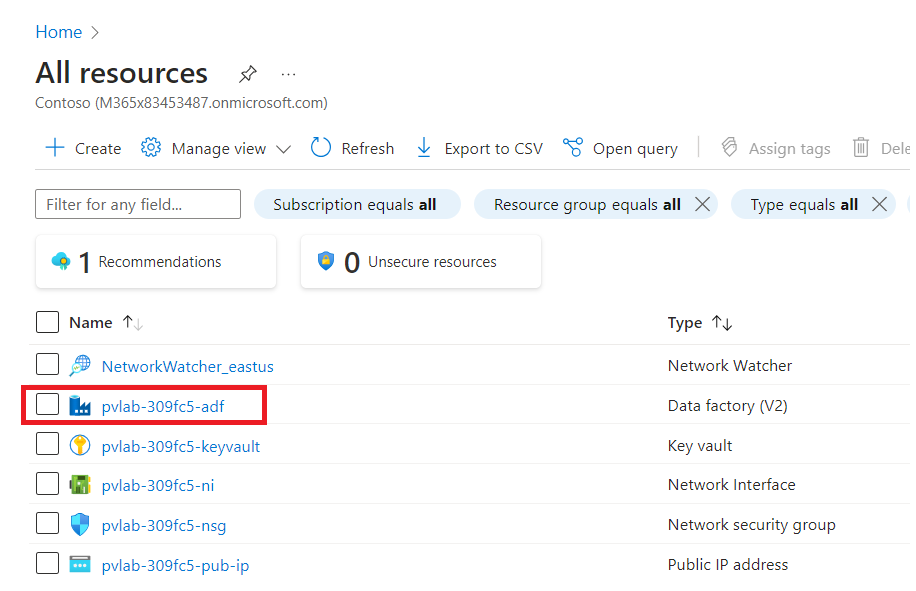 Home
All resources
Contoso (M365x83453487.onmicrosoft.com)
Create Manage view Refresh Export to CSV Open query Assign tags Dele
Filter for any field... Subscription equals all Resource group equals all Type equals all
1 Recommendations 0 Unsecure resources
Name Type
NetworkWatcher_eastus Network Watcher
pvlab-309fc5-adf Data factory (V2)
pvlab-309fc5-keyvault Key vault
pvlab-309fc5-ni Network Interface
pvlab-309fc5-nsg Network security group
pvlab-309fc5-pub-ip Public IP address